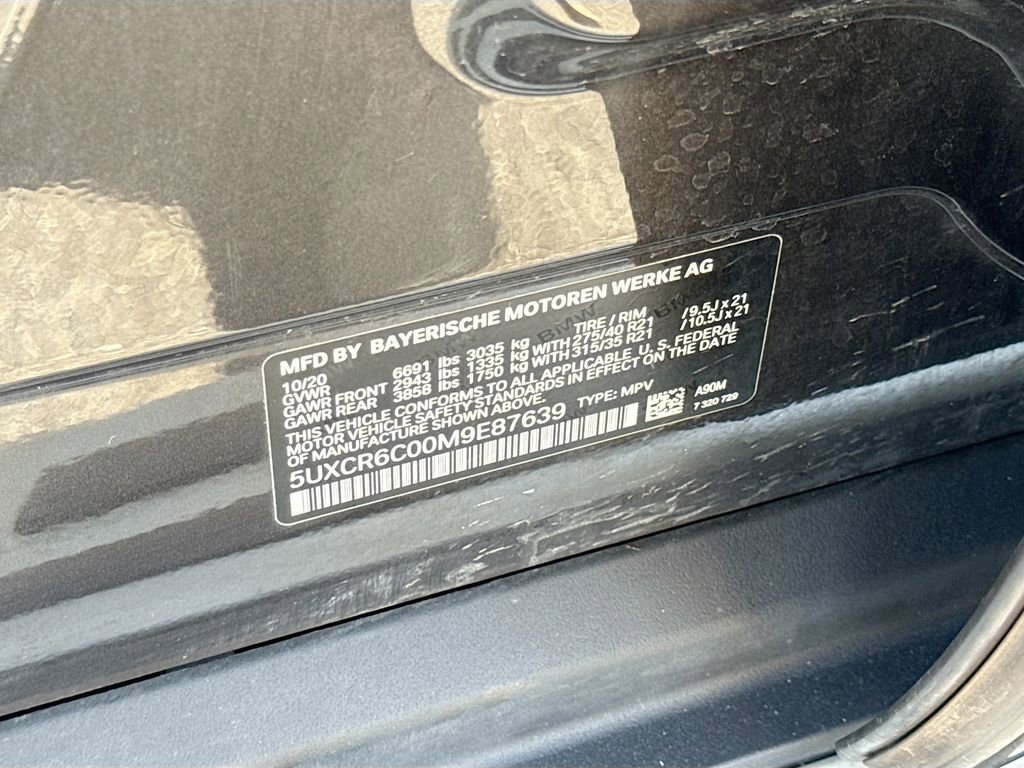 MFD BY BAYERISCHE MOTOREN WERKE AG
10/20 TIRE / RIM
GVWR 6691 lbs 3035 kg
GAWR FRONT 2943 lbs 1335 kg WITH 275/40 R21 /9.5J x 21
GAWR REAR 3858 lbs 1750 kg WITH 315/35 R21 /10.5J x 21
THIS VEHICLE CONFORMS TO ALL APPLICABLE U.S. FEDERAL
MOTOR VEHICLE SAFETY STANDARDS IN EFFECT ON THE DATE
OF MANUFACTURE SHOWN ABOVE.
5UXCR6C00M9E87639 TYPE: MPV A90M
7 320 729